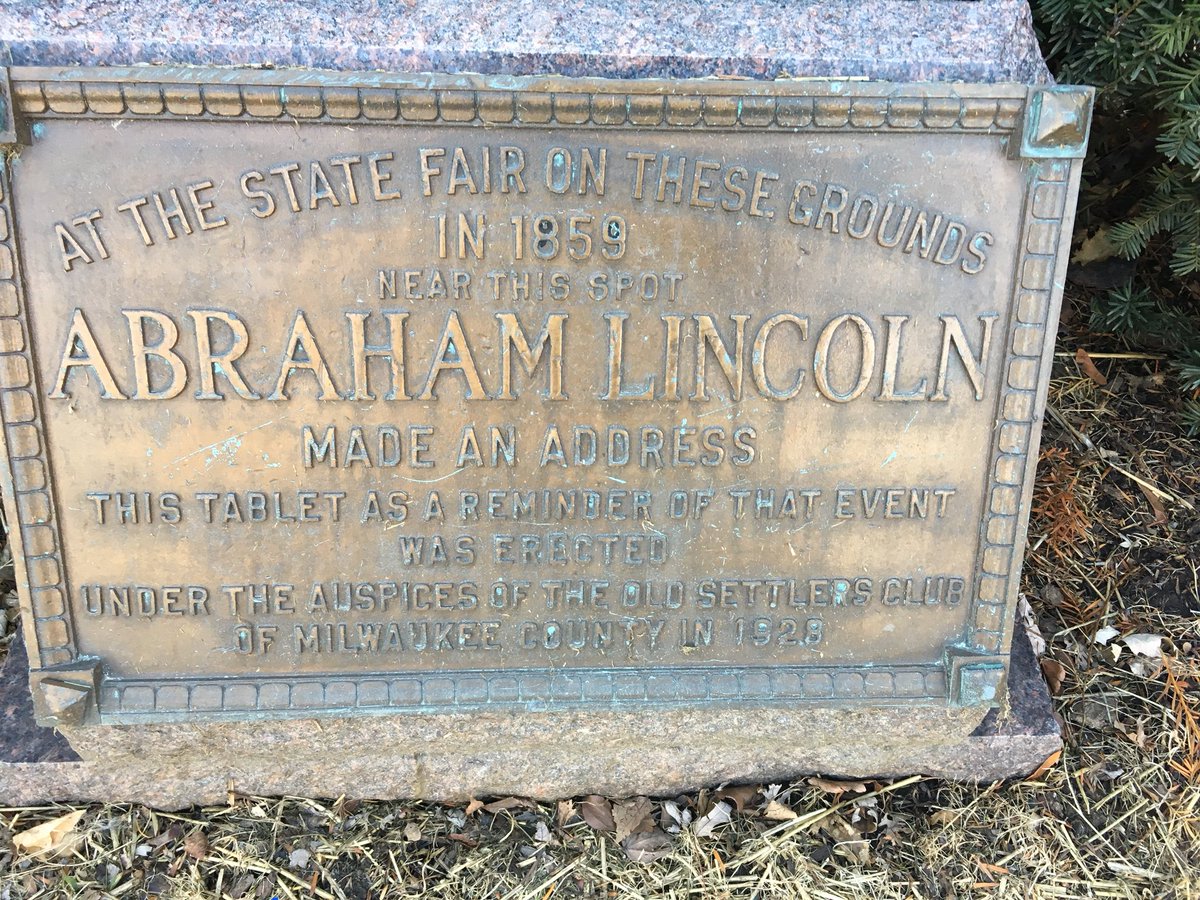 AT THE STATE FAIR ON THESE GROUNDS
IN 1859
NEAR THIS SPOT
ABRAHAM LINCOLN
MADE AN ADDRESS
THIS TABLET AS A REMINDER OF THAT EVENT
WAS ERECTED
UNDER THE AUSPICES OF THE OLD SETTLERS CLUB
OF MILWAUKEE COUNTY IN 1928